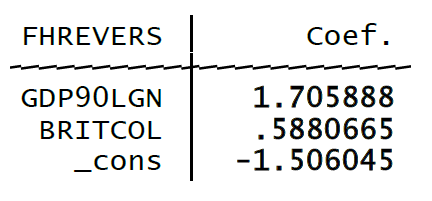 FHREVERS Coef.
GDP90LGN 1.705888
BRITCOL .5880665
_cons -1.506045